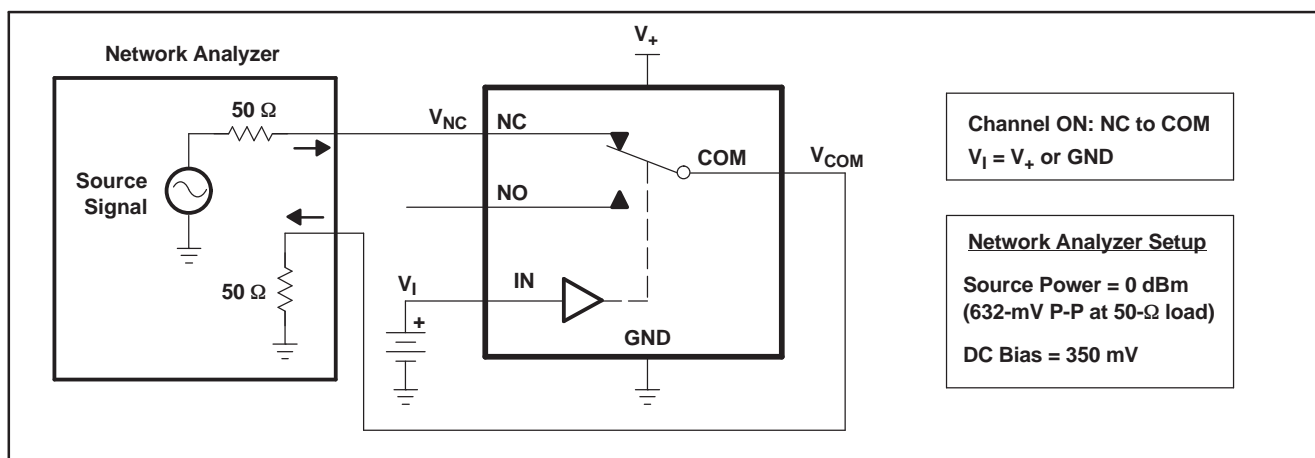 Network Analyzer
50 Ω
Source
Signal
50 Ω
V+
VNC
NC
COM
VCOM
NO
VI
IN
+
GND
Channel ON: NC to COM
VI = V+ or GND
Network Analyzer Setup
Source Power = 0 dBm
(632-mV P-P at 50-Ω load)
DC Bias = 350 mV